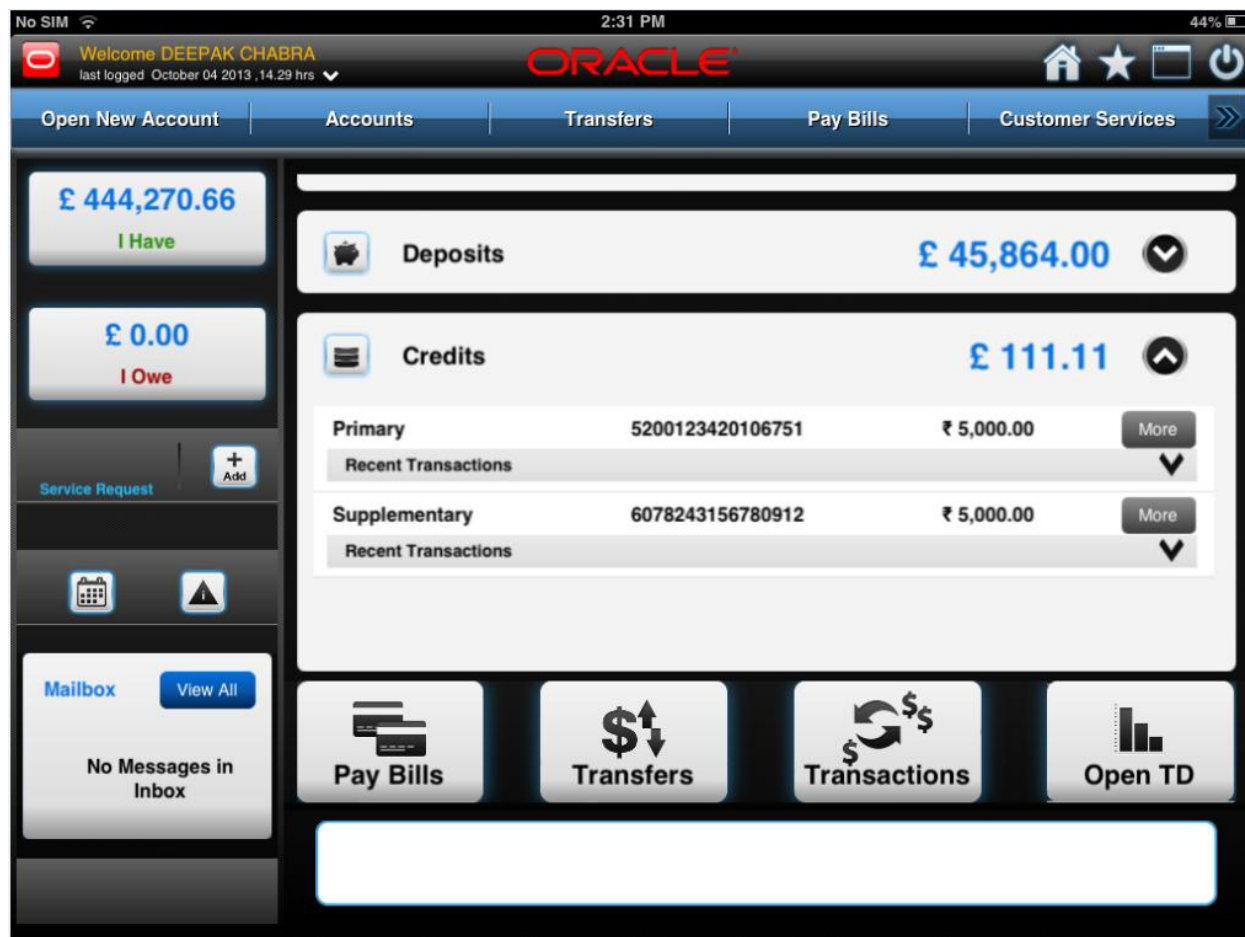 No SIM 2:31 PM 44%
Welcome DEEPAK CHABRA
last logged October 04 2013 ,14.29 hrs
ORACLE
Open New Account Accounts Transfers Pay Bills Customer Services
£ 444,270.66
I Have
£ 0.00
I Owe
Service Request
+
Add
Mailbox View All
No Messages in
Inbox
Deposits £ 45,864.00
Credits £ 111.11
Primary 5200123420106751 ₹ 5,000.00 More
Recent Transactions
Supplementary 6078243156780912 ₹ 5,000.00 More
Recent Transactions
Pay Bills
$
Transfers
$ $ $
Transactions
Open TD